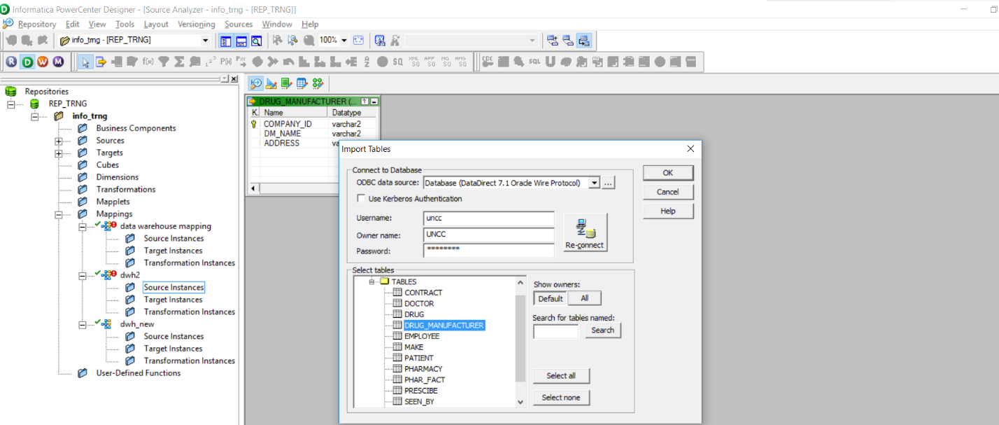 Informatica PowerCenter Designer - [Source Analyzer - info_trng - [REP_TRNG]]
Repository Edit View Tools Layout Versioning Sources Window Help
info_trng - [REP_TRNG] 100%
R D W M
SQL
Repositories
REP_TRNG
info_trng
Business Components
Sources
Targets
Cubes
Dimensions
Transformations
Mapplets
Mappings
data warehouse mapping
Source Instances
Target Instances
Transformation Instances
dwh2
Source Instances
Target Instances
Transformation Instances
dwh_new
Source Instances
Target Instances
Transformation Instances
User-Defined Functions
DRUG_MANUFACTURER (...
K. Name Datatype
COMPANY_ID varchar2
DM_NAME varchar2
ADDRESS va
Import Tables
Connect to Database
ODBC data source: Database (DataDirect 7.1 Oracle Wire Protocol) ...
Use Kerberos Authentication
Username: uncc
Owner name: UNCC
Password: ********
Re-connect
OK
Cancel
Help
Select tables
TABLES
CONTRACT
DOCTOR
DRUG
DRUG_MANUFACTURER
EMPLOYEE
MAKE
PATIENT
PHARMACY
PHAR_FACT
PRESCIBE
SEEN_BY
Show owners:
Default All
Search for tables named:
Search
Select all
Select none